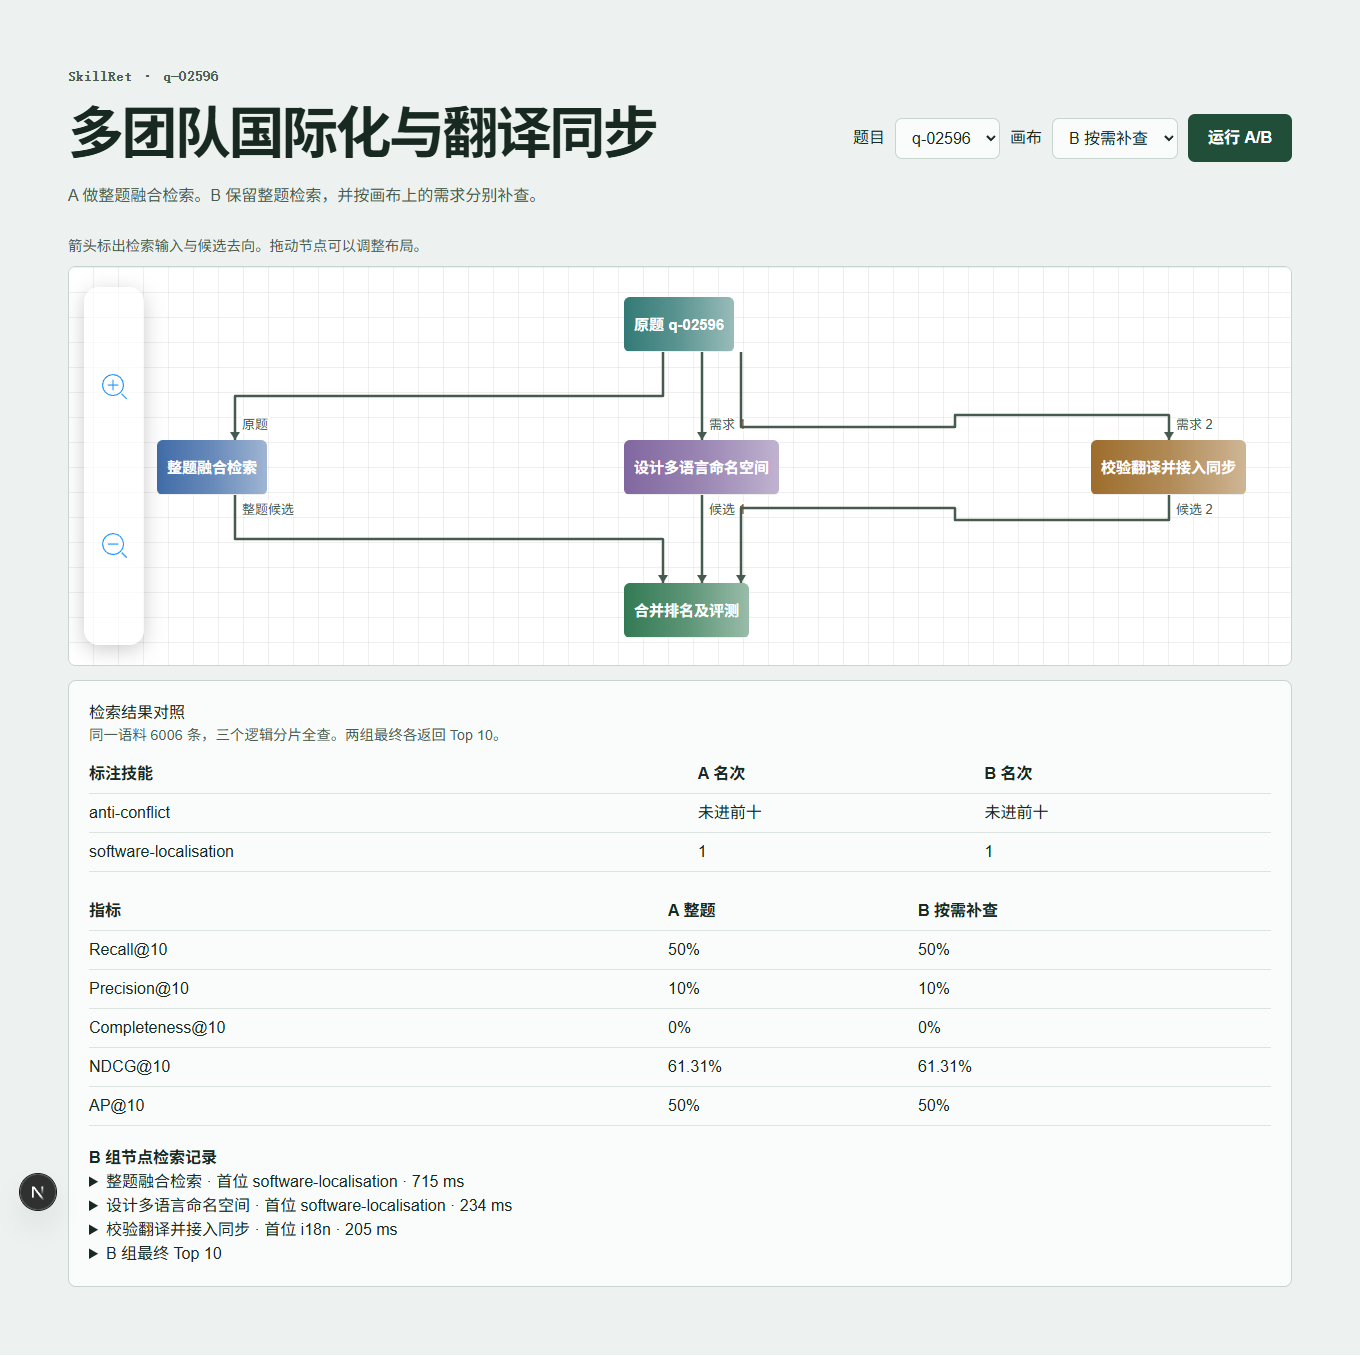 SkillRet · q-02596
多团队国际化与翻译同步
题目 q-02596 画布 B 按需补查 运行 A/B
A 做整题融合检索。B 保留整题检索，并按画布上的需求分别补查。
箭头标出检索输入与候选去向。拖动节点可以调整布局。
原题 q-02596
原题 需求 需求 2
整题融合检索 设计多语言命名空间 校验翻译并接入同步
整题候选 候选 候选 2
合并排名及评测
检索结果对照
同一语料 6006 条，三个逻辑分片全查。两组最终各返回 Top 10。
标注技能 A 名次 B 名次
anti-conflict 未进前十 未进前十
software-localisation 1 1
指标 A 整题 B 按需补查
Recall@10 50% 50%
Precision@10 10% 10%
Completeness@10 0% 0%
NDCG@10 61.31% 61.31%
AP@10 50% 50%
B 组节点检索记录
▶ 整题融合检索 · 首位 software-localisation · 715 ms
N
▶ 设计多语言命名空间 · 首位 software-localisation · 234 ms
▶ 校验翻译并接入同步 · 首位 i18n · 205 ms
▶ B 组最终 Top 10